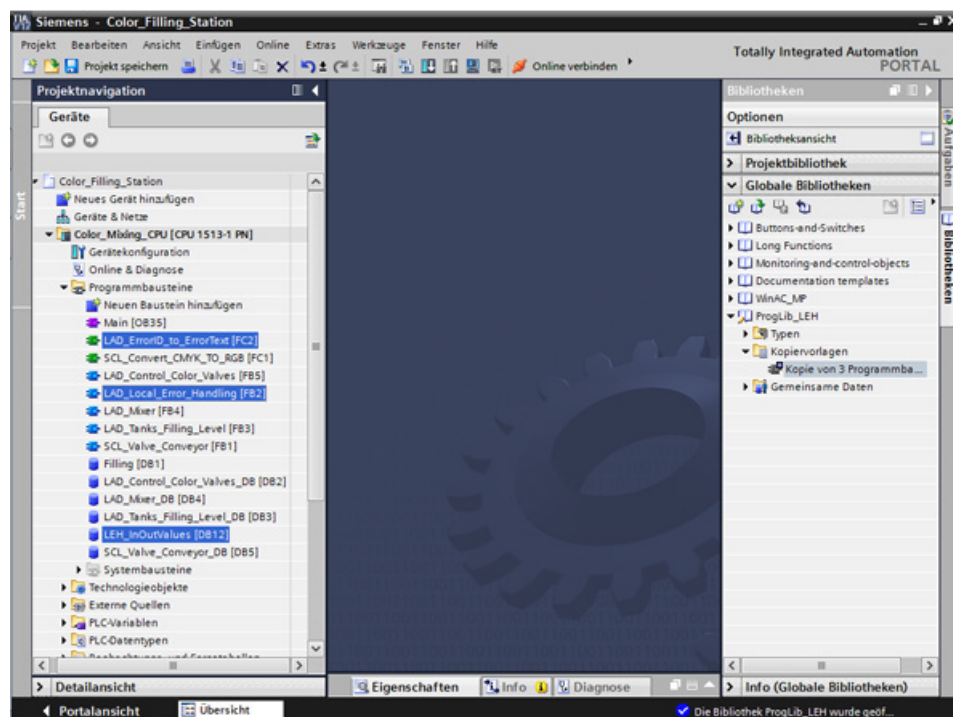 Siemens - Color_Filling_Station
Projekt Bearbeiten Ansicht Einfügen Online Extras Werkzeuge Fenster Hilfe
Totally Integrated Automation
PORTAL
Projekt speichern
Online verbinden
Projektnavigation
Bibliotheken
Geräte
Optionen
Bibliotheksansicht
Projektbibliothek
Globale Bibliotheken
Start
Color_Filling_Station
Neues Gerät hinzufügen
Geräte & Netze
Color_Mixing_CPU [CPU 1513-1 PN]
Gerätekonfiguration
Online & Diagnose
Programmbausteine
Neuen Baustein hinzufügen
Main [OB35]
LAD_ErrorID_to_ErrorText [FC2]
SCL_Convert_CMYK_TO_RGB [FC1]
LAD_Control_Color_Valves [FB5]
LAD_Local_Error_Handling [FB2]
LAD_Mixer [FB4]
LAD_Tanks_Filling_Level [FB3]
SCL_Valve_Conveyor [FB1]
Filling [DB1]
LAD_Control_Color_Valves_DB [DB2]
LAD_Mixer_DB [DB4]
LAD_Tanks_Filling_Level_DB [DB3]
LEH_InOutValues [DB12]
SCL_Valve_Conveyor_DB [DB5]
Systembausteine
Technologieobjekte
Externe Quellen
PLC-Variablen
PLC-Datentypen
Buttons-and-Switches
Long Functions
Monitoring-and-control-objects
Documentation templates
WinAC_MP
ProgLib_LEH
Typen
Kopiervorlagen
Kopie von 3 Programmba...
Gemeinsame Daten
Aufgaben
Bibliotheken
Detailansicht
Eigenschaften
Info
Diagnose
Info (Globale Bibliotheken)
Portalansicht
Übersicht
Die Bibliothek ProgLib_LEH wurde geöf...